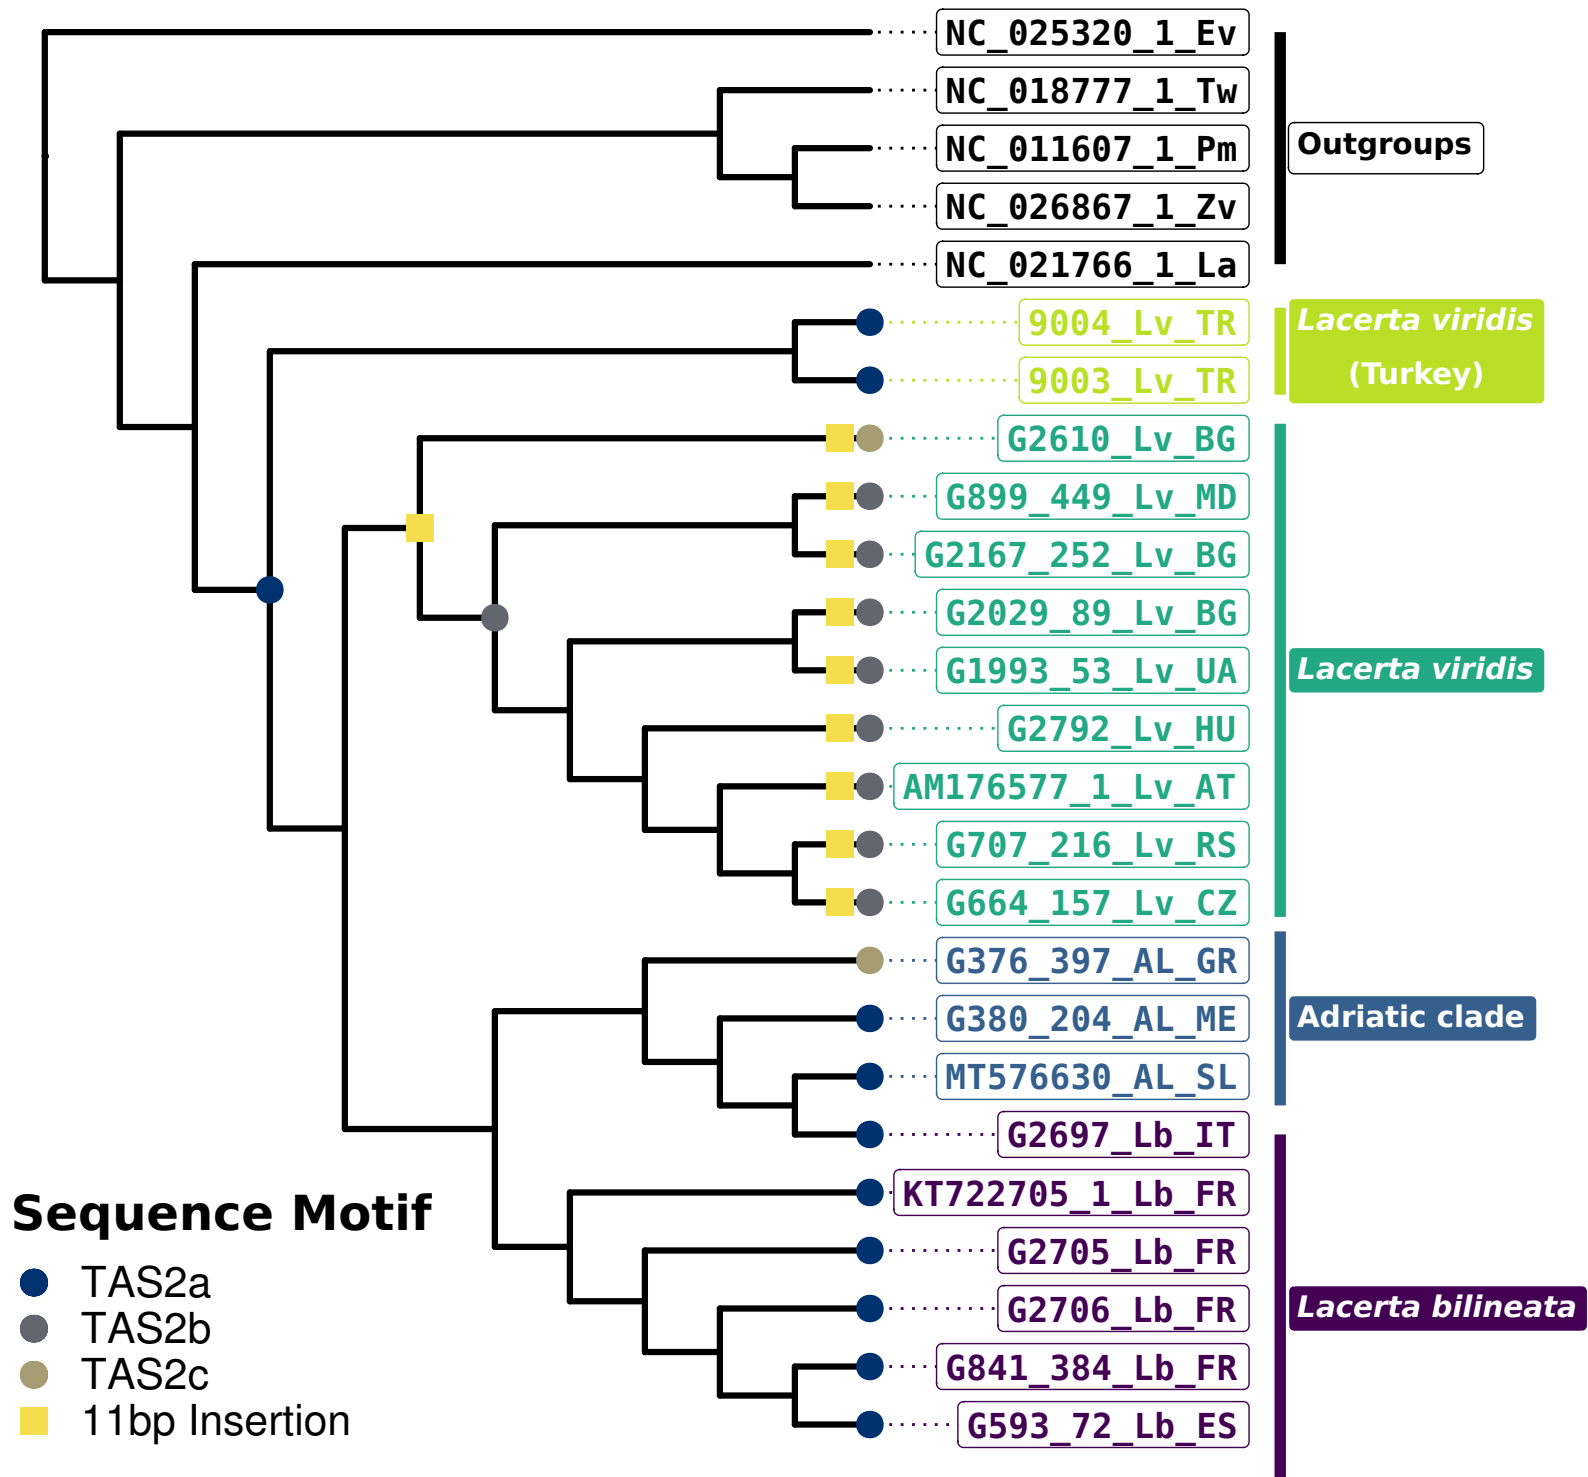 NC_025320_1_Ev
NC_018777_1_Tw
NC_011607_1_Pm
Outgroups
NC_026867_1_Zv
NC_021766_1_La
9004_Lv_TR
Lacerta viridis
9003_Lv_TR
(Turkey)
G2610_Lv_BG
G899_449_Lv_MD
G2167_252_Lv_BG
G2029_89_Lv_BG
G1993_53_Lv_UA
Lacerta viridis
G2792_Lv_HU
AM176577_1_Lv_AT
G707_216_Lv_RS
G664_157_Lv_CZ
G376_397_AL_GR
G380_204_AL_ME
Adriatic clade
MT576630_AL_SL
G2697_Lb_IT
KT722705_1_Lb_FR
G2705_Lb_FR
G2706_Lb_FR
Lacerta bilineata
G841_384_Lb_FR
G593_72_Lb_ES
Sequence Motif
TAS2a
TAS2b
TAS2c
11bp Insertion